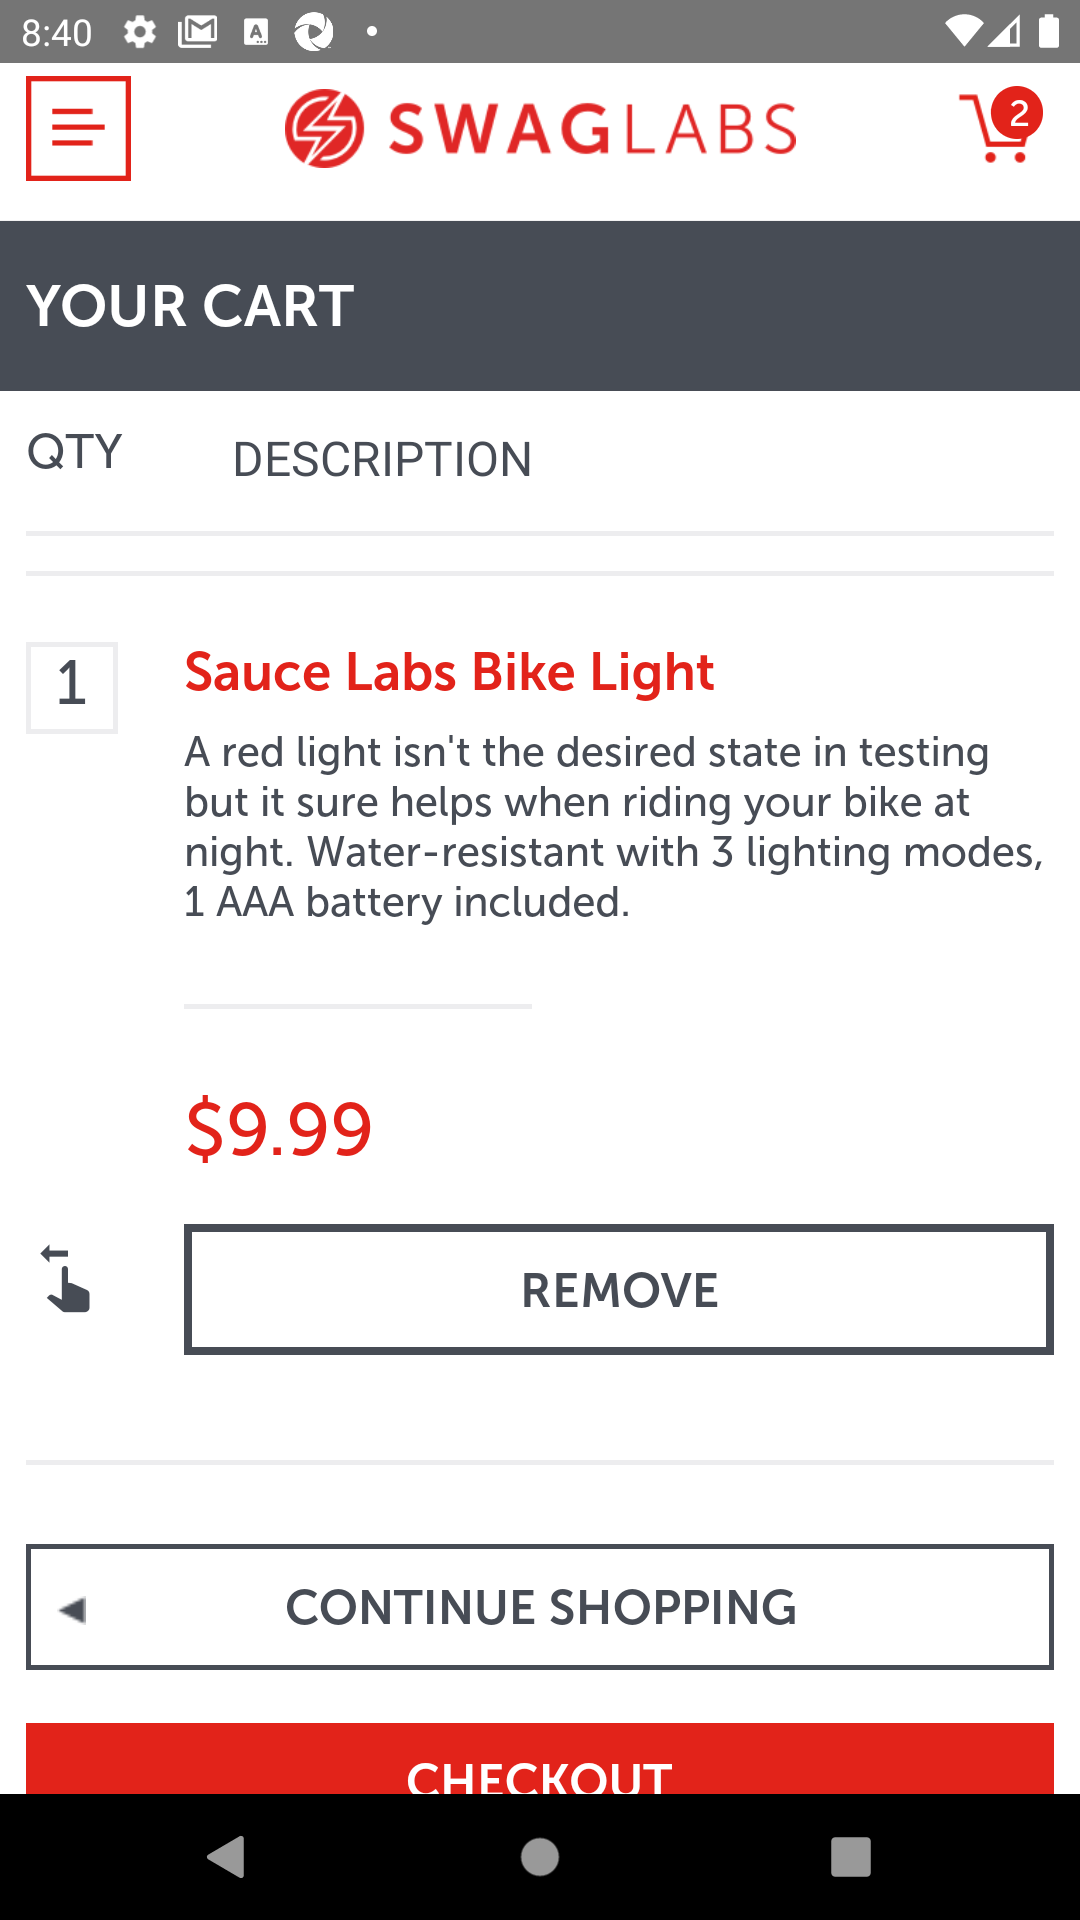 8:40
SWAGLABS
2
YOUR CART
QTY
DESCRIPTION
1
Sauce Labs Bike Light
A red light isn't the desired state in testing
but it sure helps when riding your bike at
night. Water-resistant with 3 lighting modes,
1 AAA battery included.
$9.99
REMOVE
CONTINUE SHOPPING
CHECKOUT